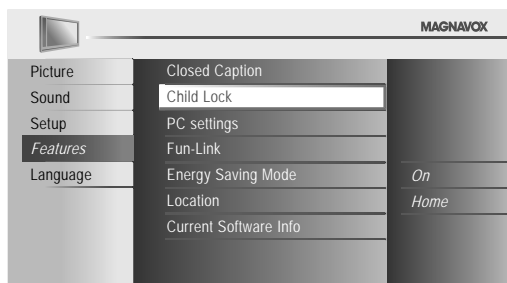 MAGNAVOX
Picture
Sound
Setup
Features
Language
Closed Caption
Child Lock
PC settings
Fun-Link
Energy Saving Mode
Location
Current Software Info
On
Home